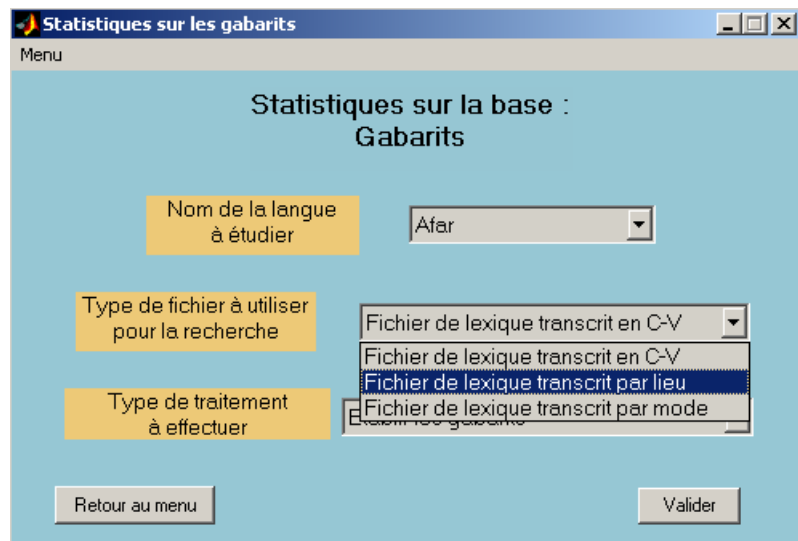 Statistiques sur les gabarits
Menu
Statistiques sur la base :
Gabarits
Nom de la langue
à étudier
Afar
Type de fichier à utiliser
pour la recherche
Fichier de lexique transcrit en C-V
Fichier de lexique transcrit en C-V
Fichier de lexique transcrit par lieu
Fichier de lexique transcrit par mode
Type de traitement
à effectuer
Retour au menu
Valider